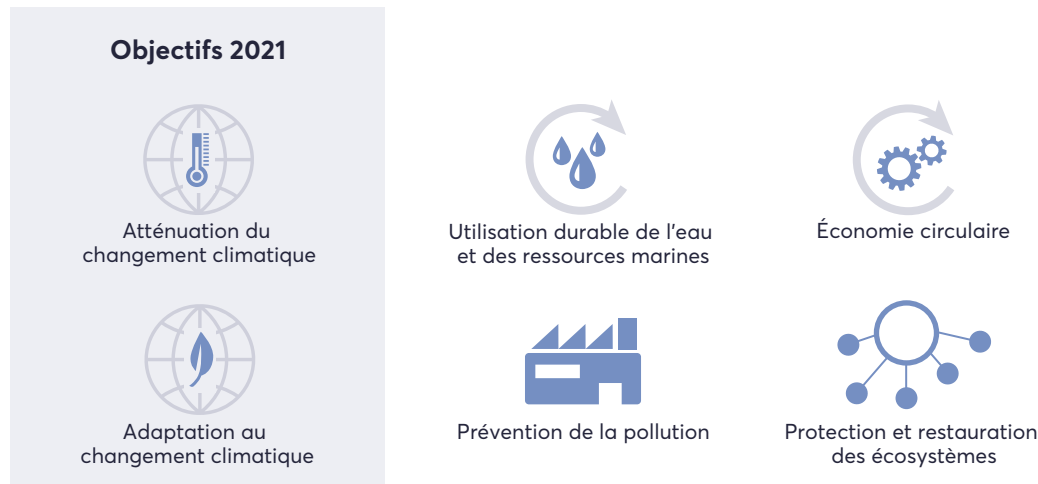 Objectifs 2021
Atténuation du
changement climatique
Utilisation durable de l'eau
et des ressources marines
Économie circulaire
Adaptation au
changement climatique
Prévention de la pollution
Protection et restauration
des écosystèmes